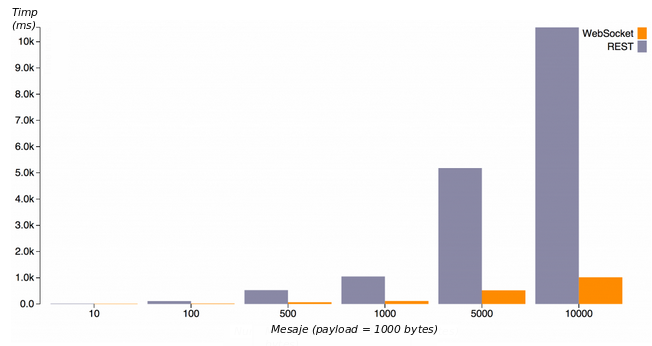 Timp
(ms)
WebSocket
REST
10k
9.0k
8.0k
7.0k
6.0k
5.0k
4.0k
3.0k
2.0k
1.0k
0.0
10 100 500 1000 5000 10000
Mesaje (payload = 1000 bytes)